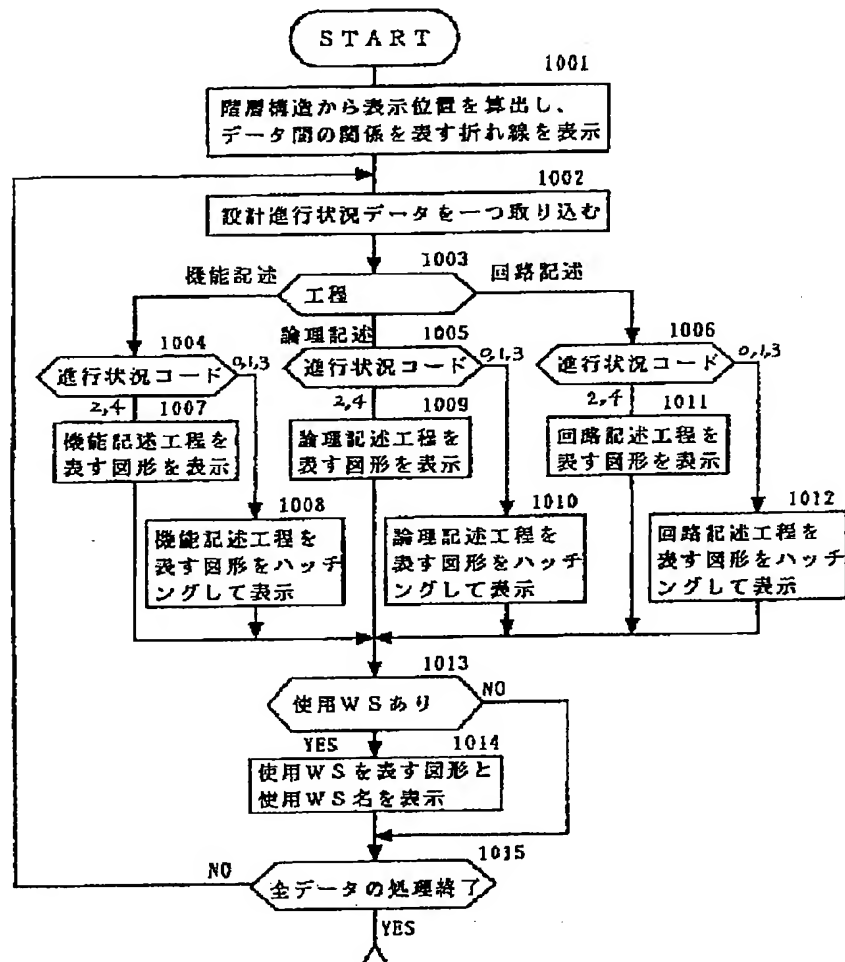 START
1001
階層構造から表示位置を算出し、
データ間の関係を表す折れ線を表示
1002
設計進行状況データを一つ取り込む
1003
機能記述
回路記述
工程
論理記述
1004
0,1,3
進行状況コード
2,4
1005
0,1,3
進行状況コード
2,4
1006
0,1,3
進行状況コード
2,4
1007
機能記述工程を
表す図形を表示
1009
論理記述工程を
表す図形を表示
1011
回路記述工程を
表す図形を表示
1008
機能記述工程を
表す図形をハッチ
ングして表示
1010
論理記述工程を
表す図形をハッチ
ングして表示
1012
回路記述工程を
表す図形をハッチ
ングして表示
1013
使用WSあり
NO
YES
1014
使用WSを表す図形と
使用WS名を表示
1015
NO
全データの処理終了
YES